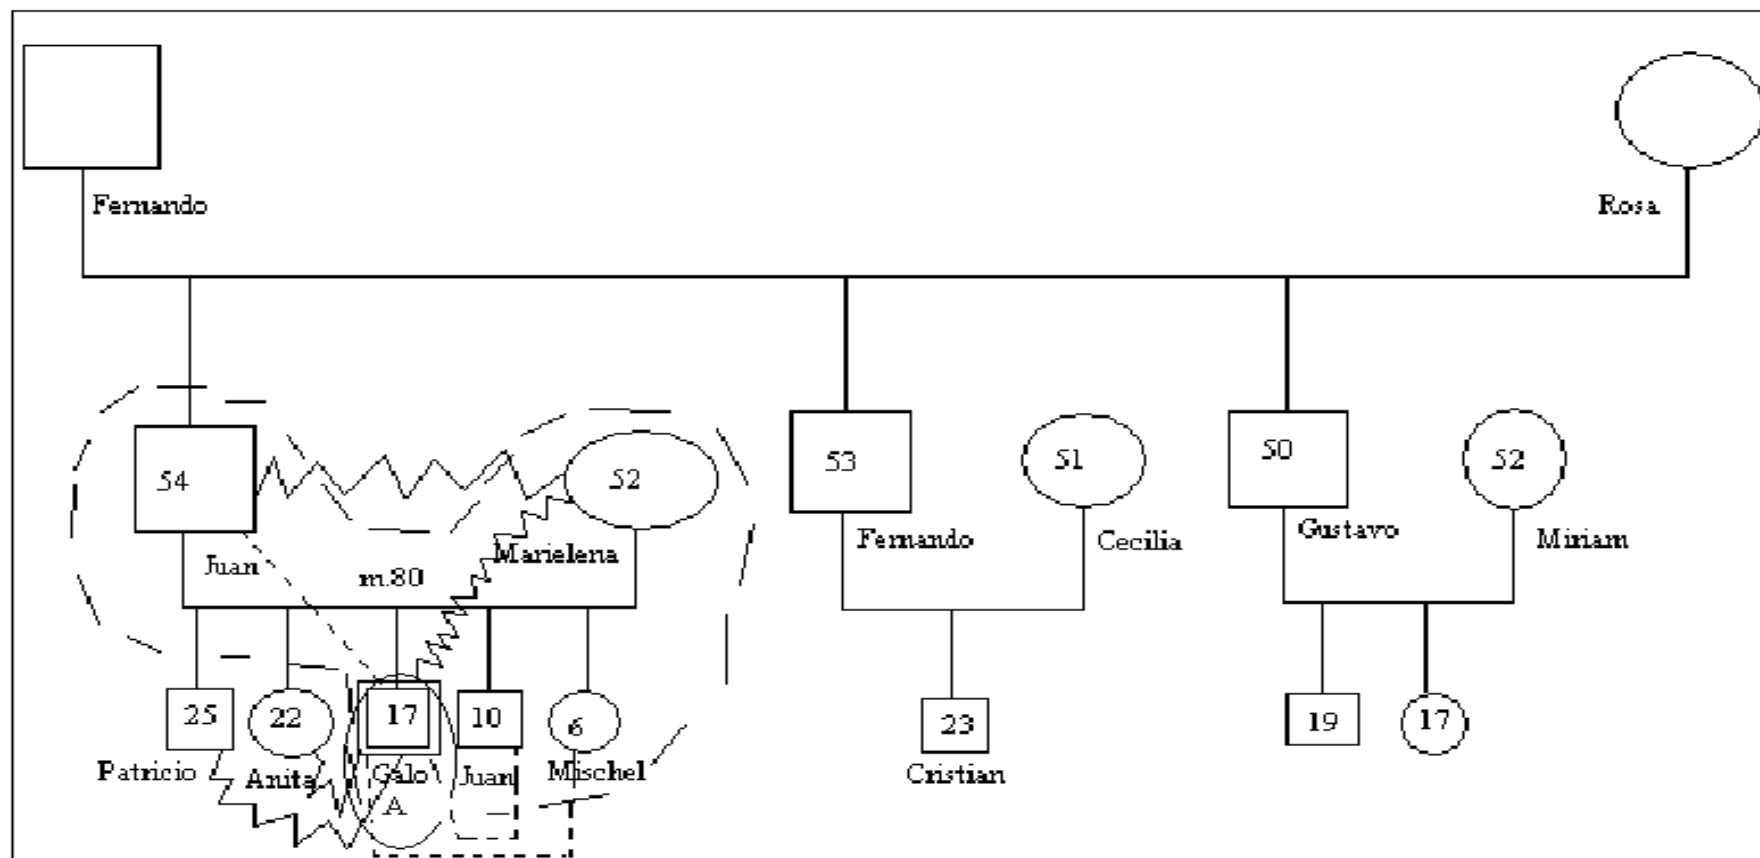 Fernando
Rosa
54
52
53
51
50
52
Juan
m.80
Marielena
Fernando
Cecilia
Gustavo
Miriam
25
22
17
10
6
23
19
17
Patricio
Anita
Galo
Juan
Mischel
Cristian
A